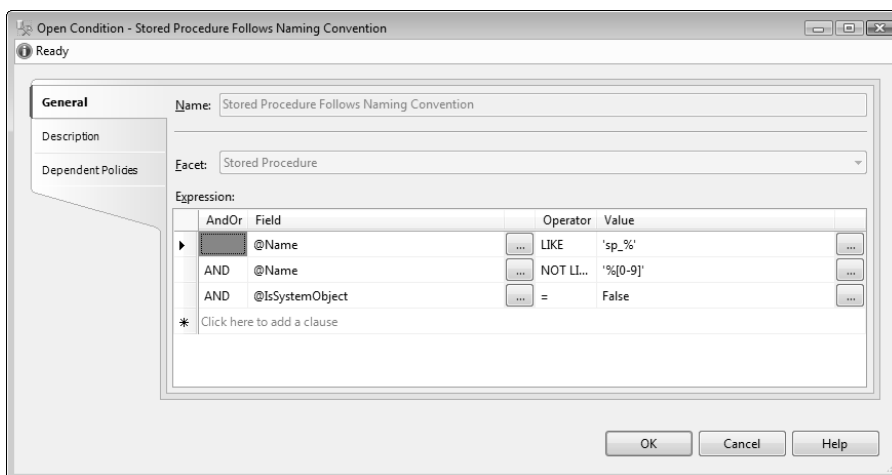 Open Condition - Stored Procedure Follows Naming Convention
Ready
General
Description
Dependent Policies
Name: Stored Procedure Follows Naming Convention
Facet: Stored Procedure
Expression:
AndOr Field Operator Value
@Name ... LIKE 'sp_%' ...
AND @Name ... NOT LI... '%[0-9]' ...
AND @IsSystemObject ... = False ...
Click here to add a clause
OK Cancel Help